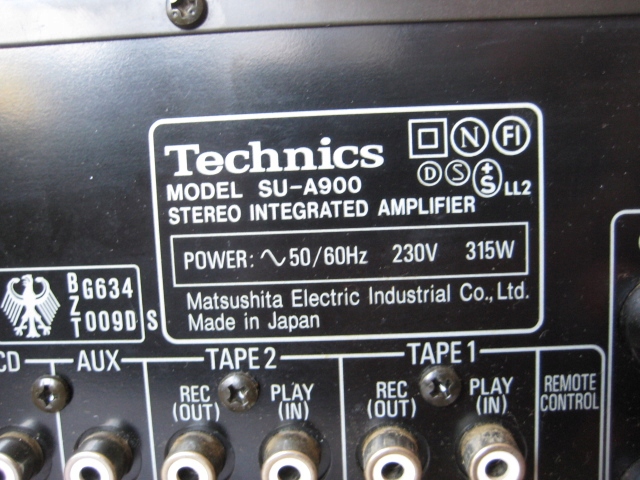 Technics
N FI
D S +S LL2
MODEL SU-A900
STEREO INTEGRATED AMPLIFIER
POWER: ∿50/60Hz 230V 315W
Matsushita Electric Industrial Co., Ltd.
Made in Japan
BZT G634
009D S
CD AUX TAPE 2 TAPE 1
REC (OUT)
PLAY (IN)
REC (OUT)
PLAY (IN)
REMOTE
CONTROL